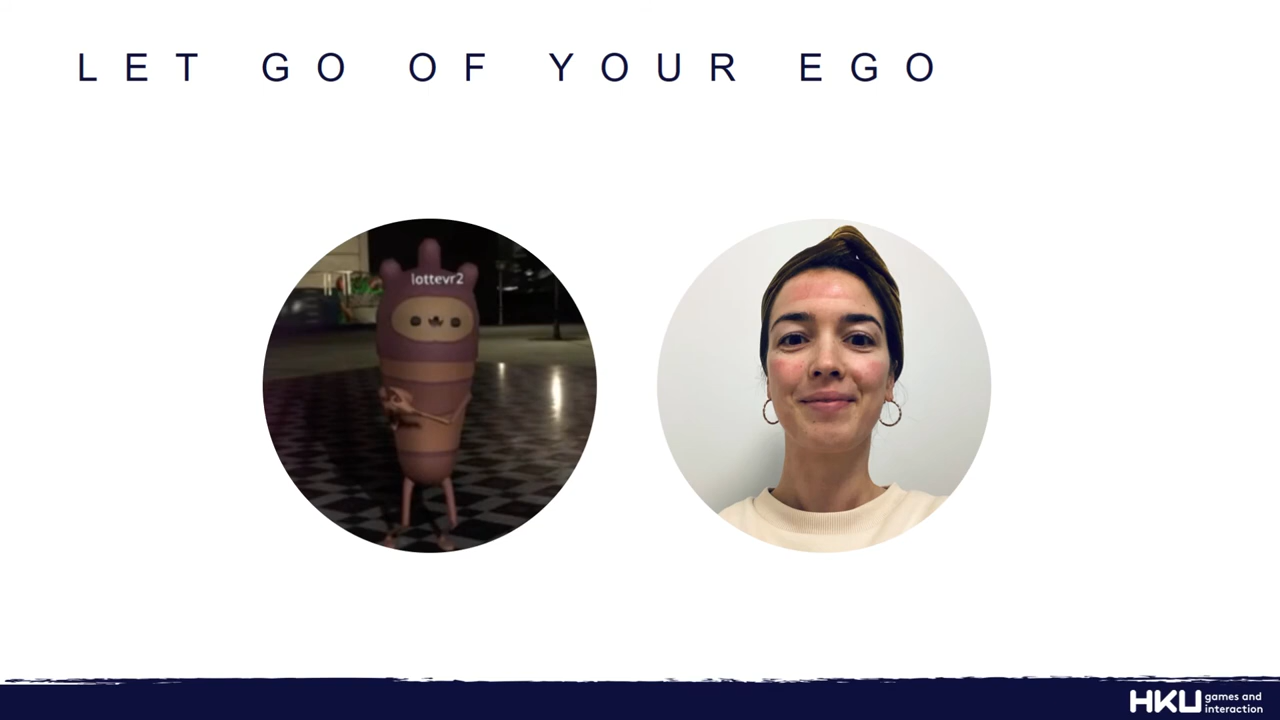 LET GO OF YOUR EGO
lottevr2
HKU games and
interaction